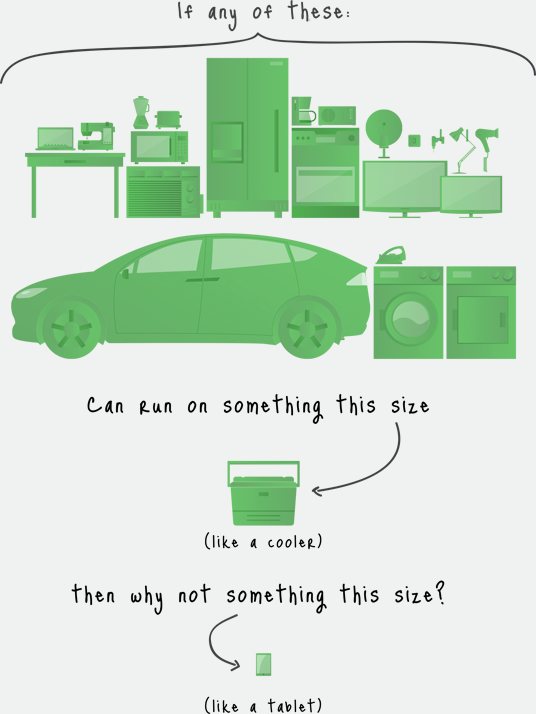 If any of these:
Can run on something this size
(like a cooler)
then why not something this size?
(like a tablet)